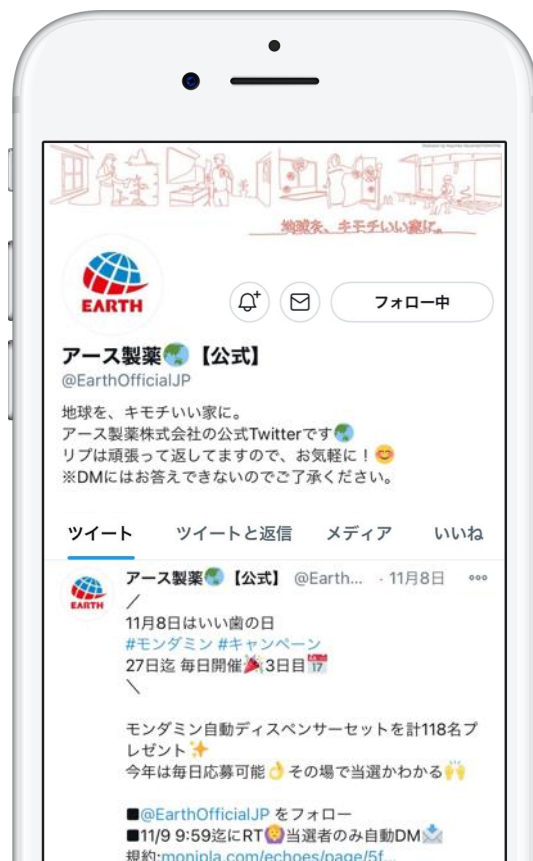 地球を、キモチいい家に。
EARTH
フォロー中
アース製薬🌏【公式】
@EarthOfficialJP
地球を、キモチいい家に。
アース製薬株式会社の公式Twitterです🌏
リプは頑張って返してますので、お気軽に！😊
※DMにはお答えできないのでご了承ください。
ツイート ツイートと返信 メディア いいね
EARTH
アース製薬🌏【公式】 @Earth... · 11月8日
／
11月8日はいい歯の日
#モンダミン #キャンペーン
27日迄 毎日開催🎉3日目📅
＼
モンダミン自動ディスペンサーセットを計118名プ
レゼント✨
今年は毎日応募可能👌その場で当選かわかる🙌
■@EarthOfficialJP をフォロー
■11/9 9:59迄にRT🙆当選者のみ自動DM📩
規約:monipla.com/echoes/page/5f...